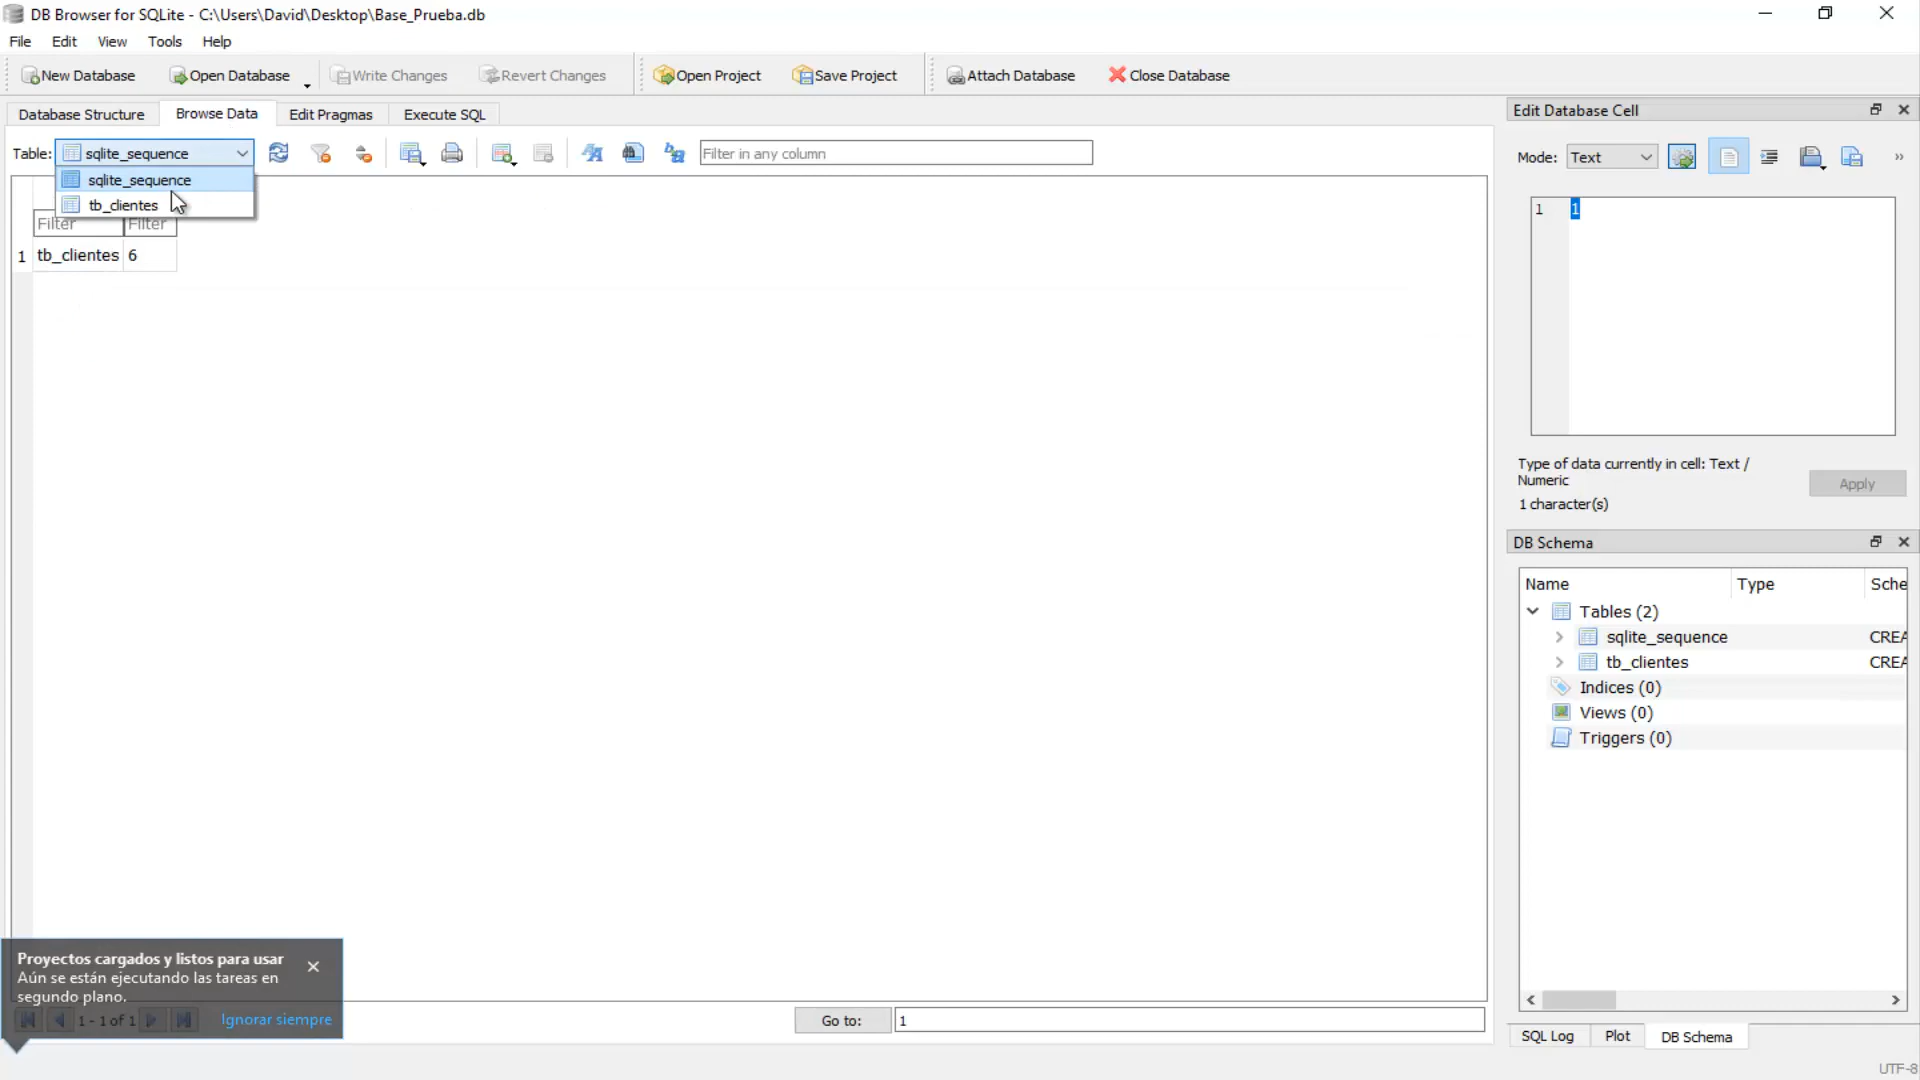 DB Browser for SQLite - C:\Users\David\Desktop\Base_Prueba.db
File Edit View Tools Help
New Database Open Database Write Changes Revert Changes Open Project Save Project Attach Database Close Database
Database Structure Browse Data Edit Pragmas Execute SQL
Table: sqlite_sequence Filter in any column
sqlite_sequence
tb_clientes
Filter Filter
1 tb_clientes 6
Edit Database Cell
Mode: Text »
1 1
Type of data currently in cell: Text /
Numeric
1 character(s)
Apply
DB Schema
Name Type Sche
Tables (2)
sqlite_sequence CREA
tb_clientes CREA
Indices (0)
Views (0)
Triggers (0)
Proyectos cargados y listos para usar
Aún se están ejecutando las tareas en
segundo plano.
1 - 1 of 1 Ignorar siempre
Go to: 1
SQL Log Plot DB Schema
UTF-8